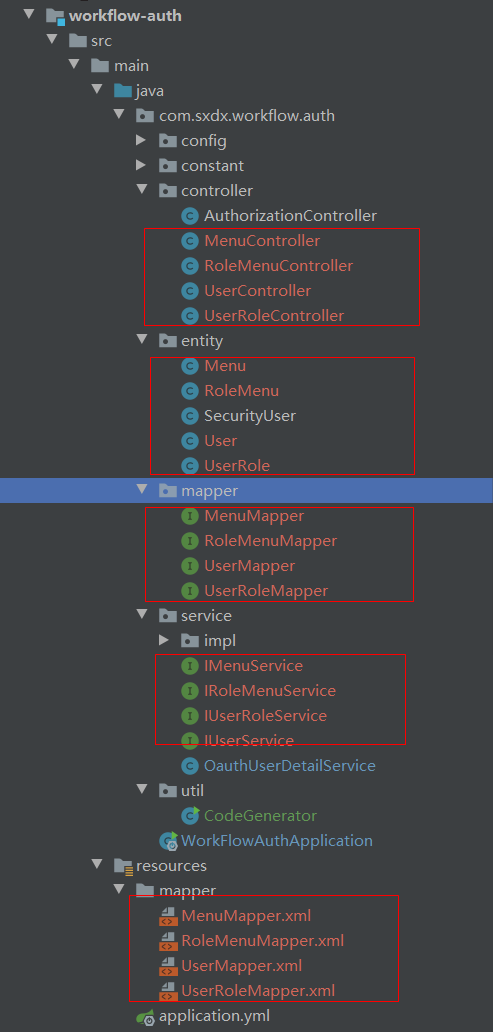 workflow-auth
src
main
java
com.sxdx.workflow.auth
config
constant
controller
AuthorizationController
MenuController
RoleMenuController
UserController
UserRoleController
entity
Menu
RoleMenu
SecurityUser
User
UserRole
mapper
MenuMapper
RoleMenuMapper
UserMapper
UserRoleMapper
service
impl
IMenuService
IRoleMenuService
IUserRoleService
IUserService
OauthUserDetailService
util
CodeGenerator
WorkFlowAuthApplication
resources
mapper
MenuMapper.xml
RoleMenuMapper.xml
UserMapper.xml
UserRoleMapper.xml
application.yml